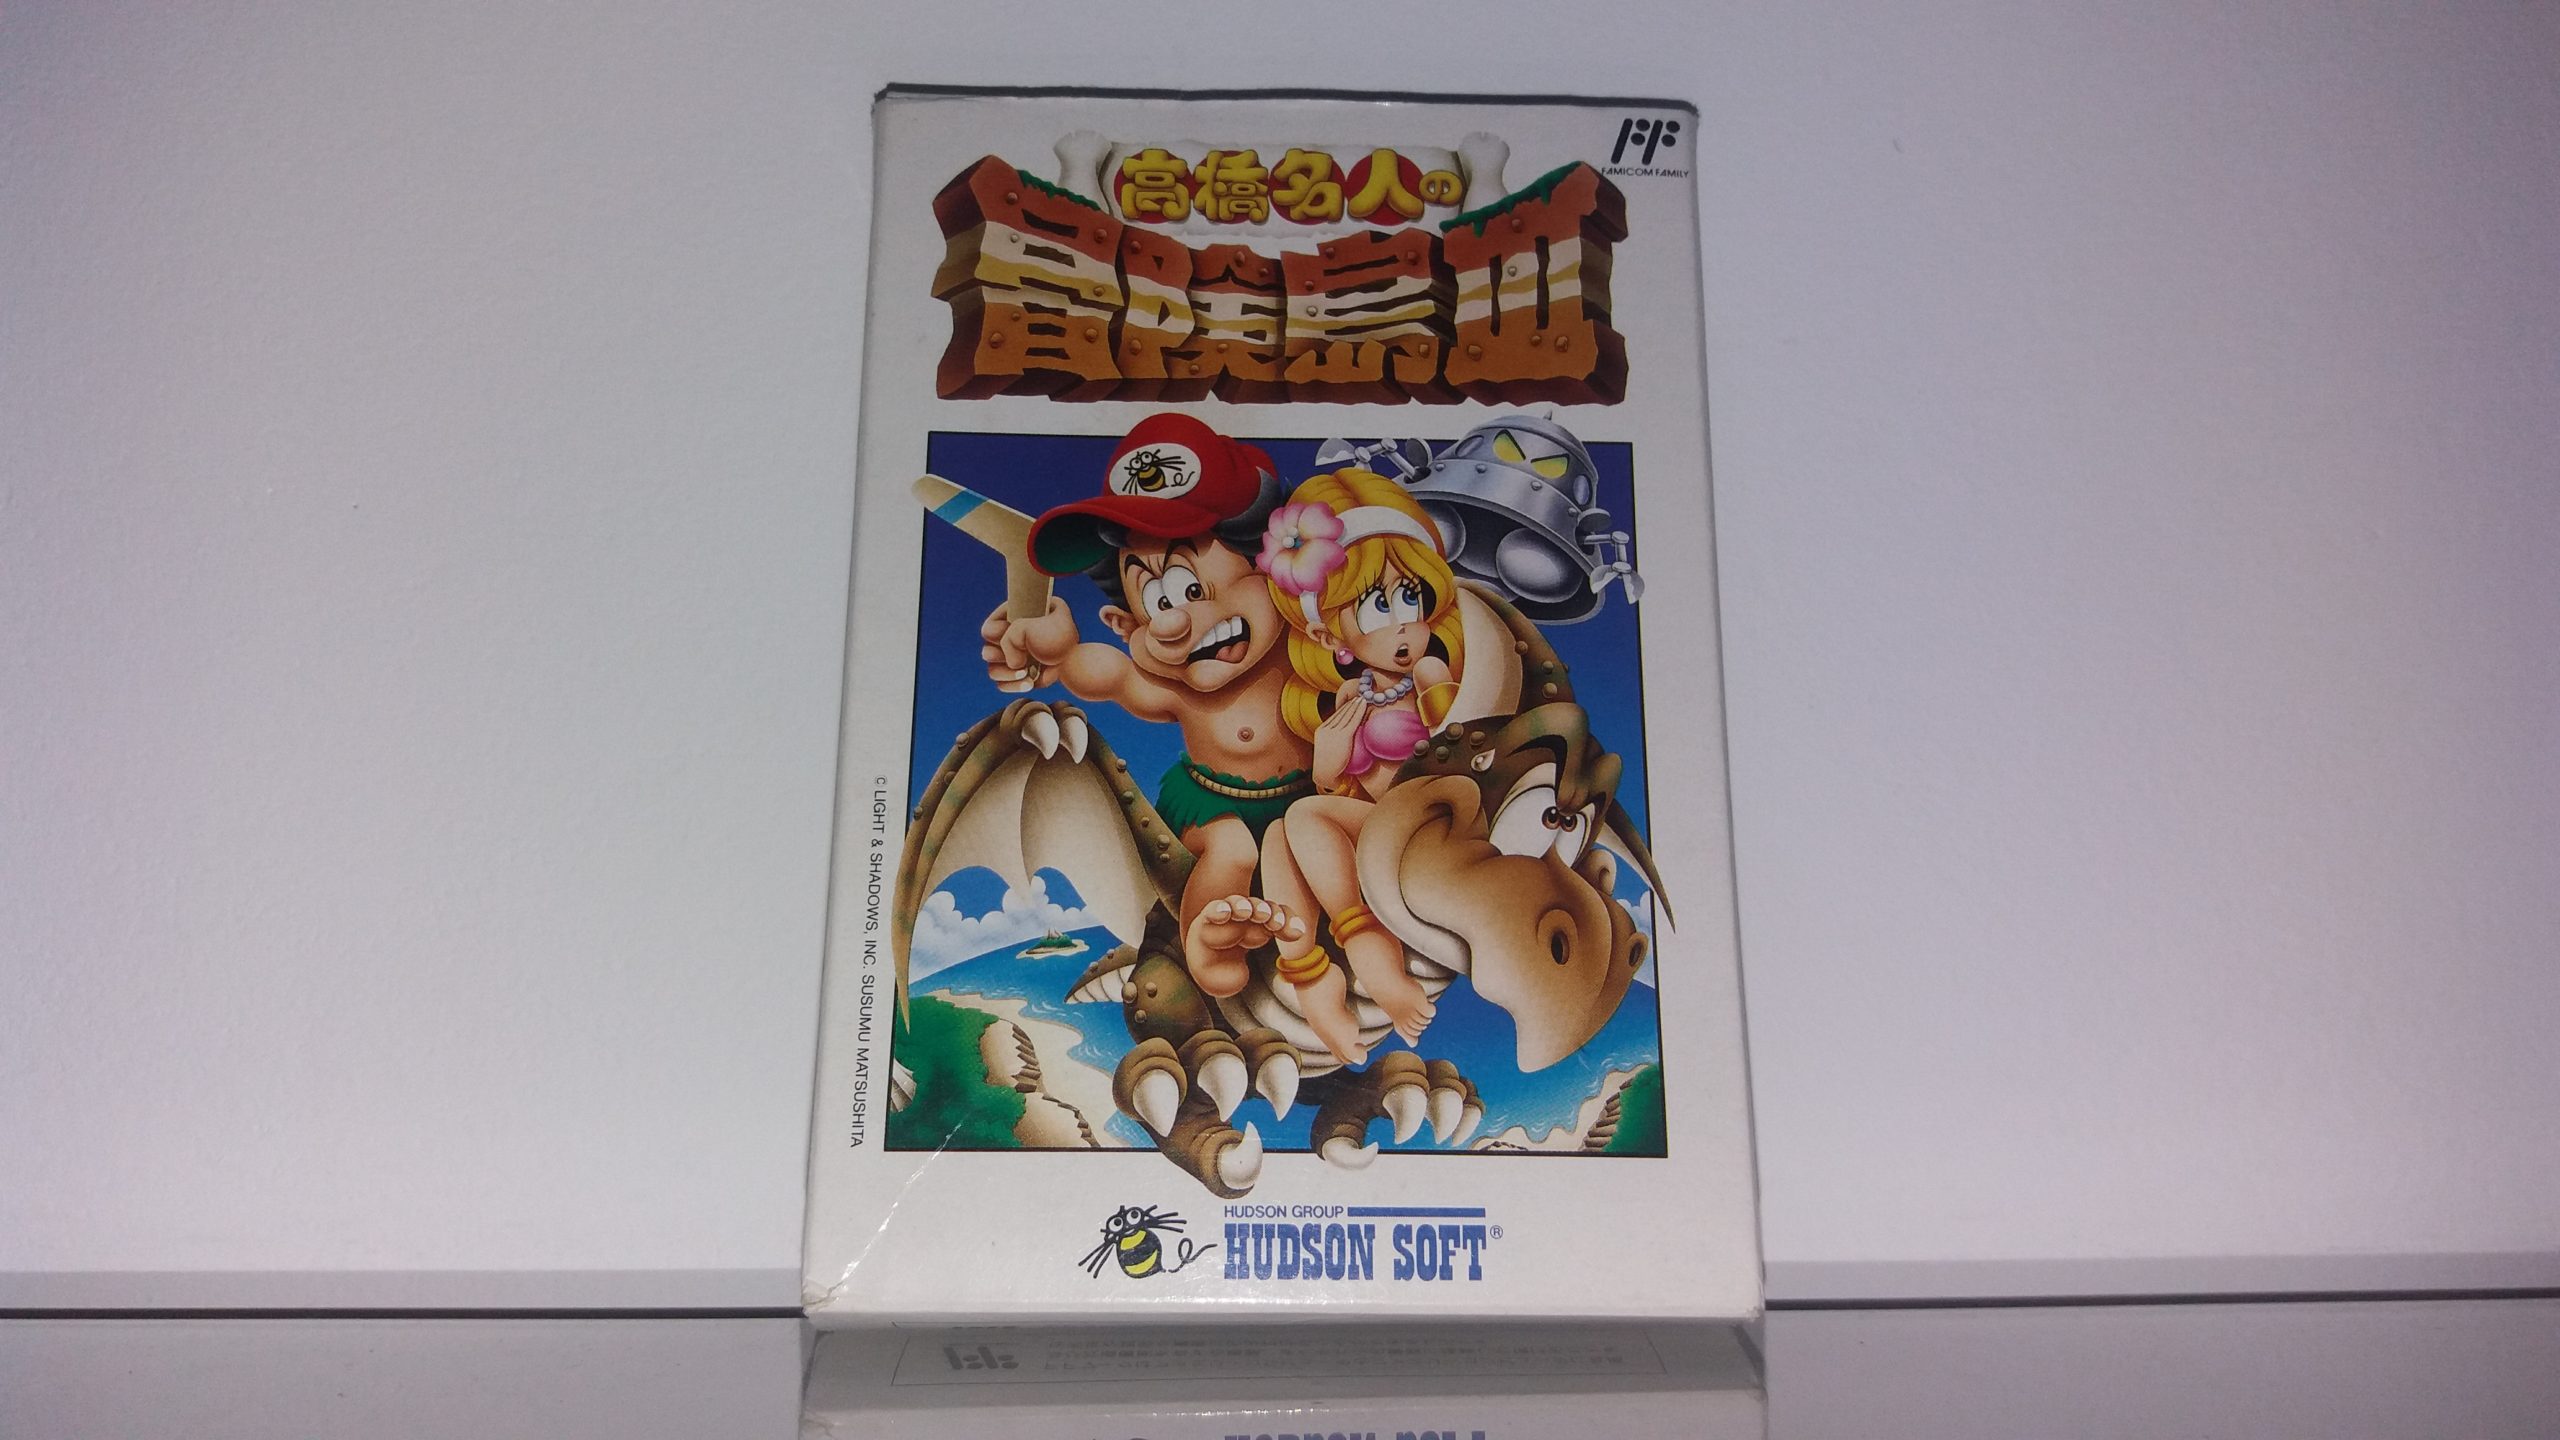 FAMICOM FAMILY
高橋名人の
冒険島III
© LIGHT & SHADOWS, INC. SUSUMU MATSUSHITA
HUDSON GROUP
HUDSON SOFT®